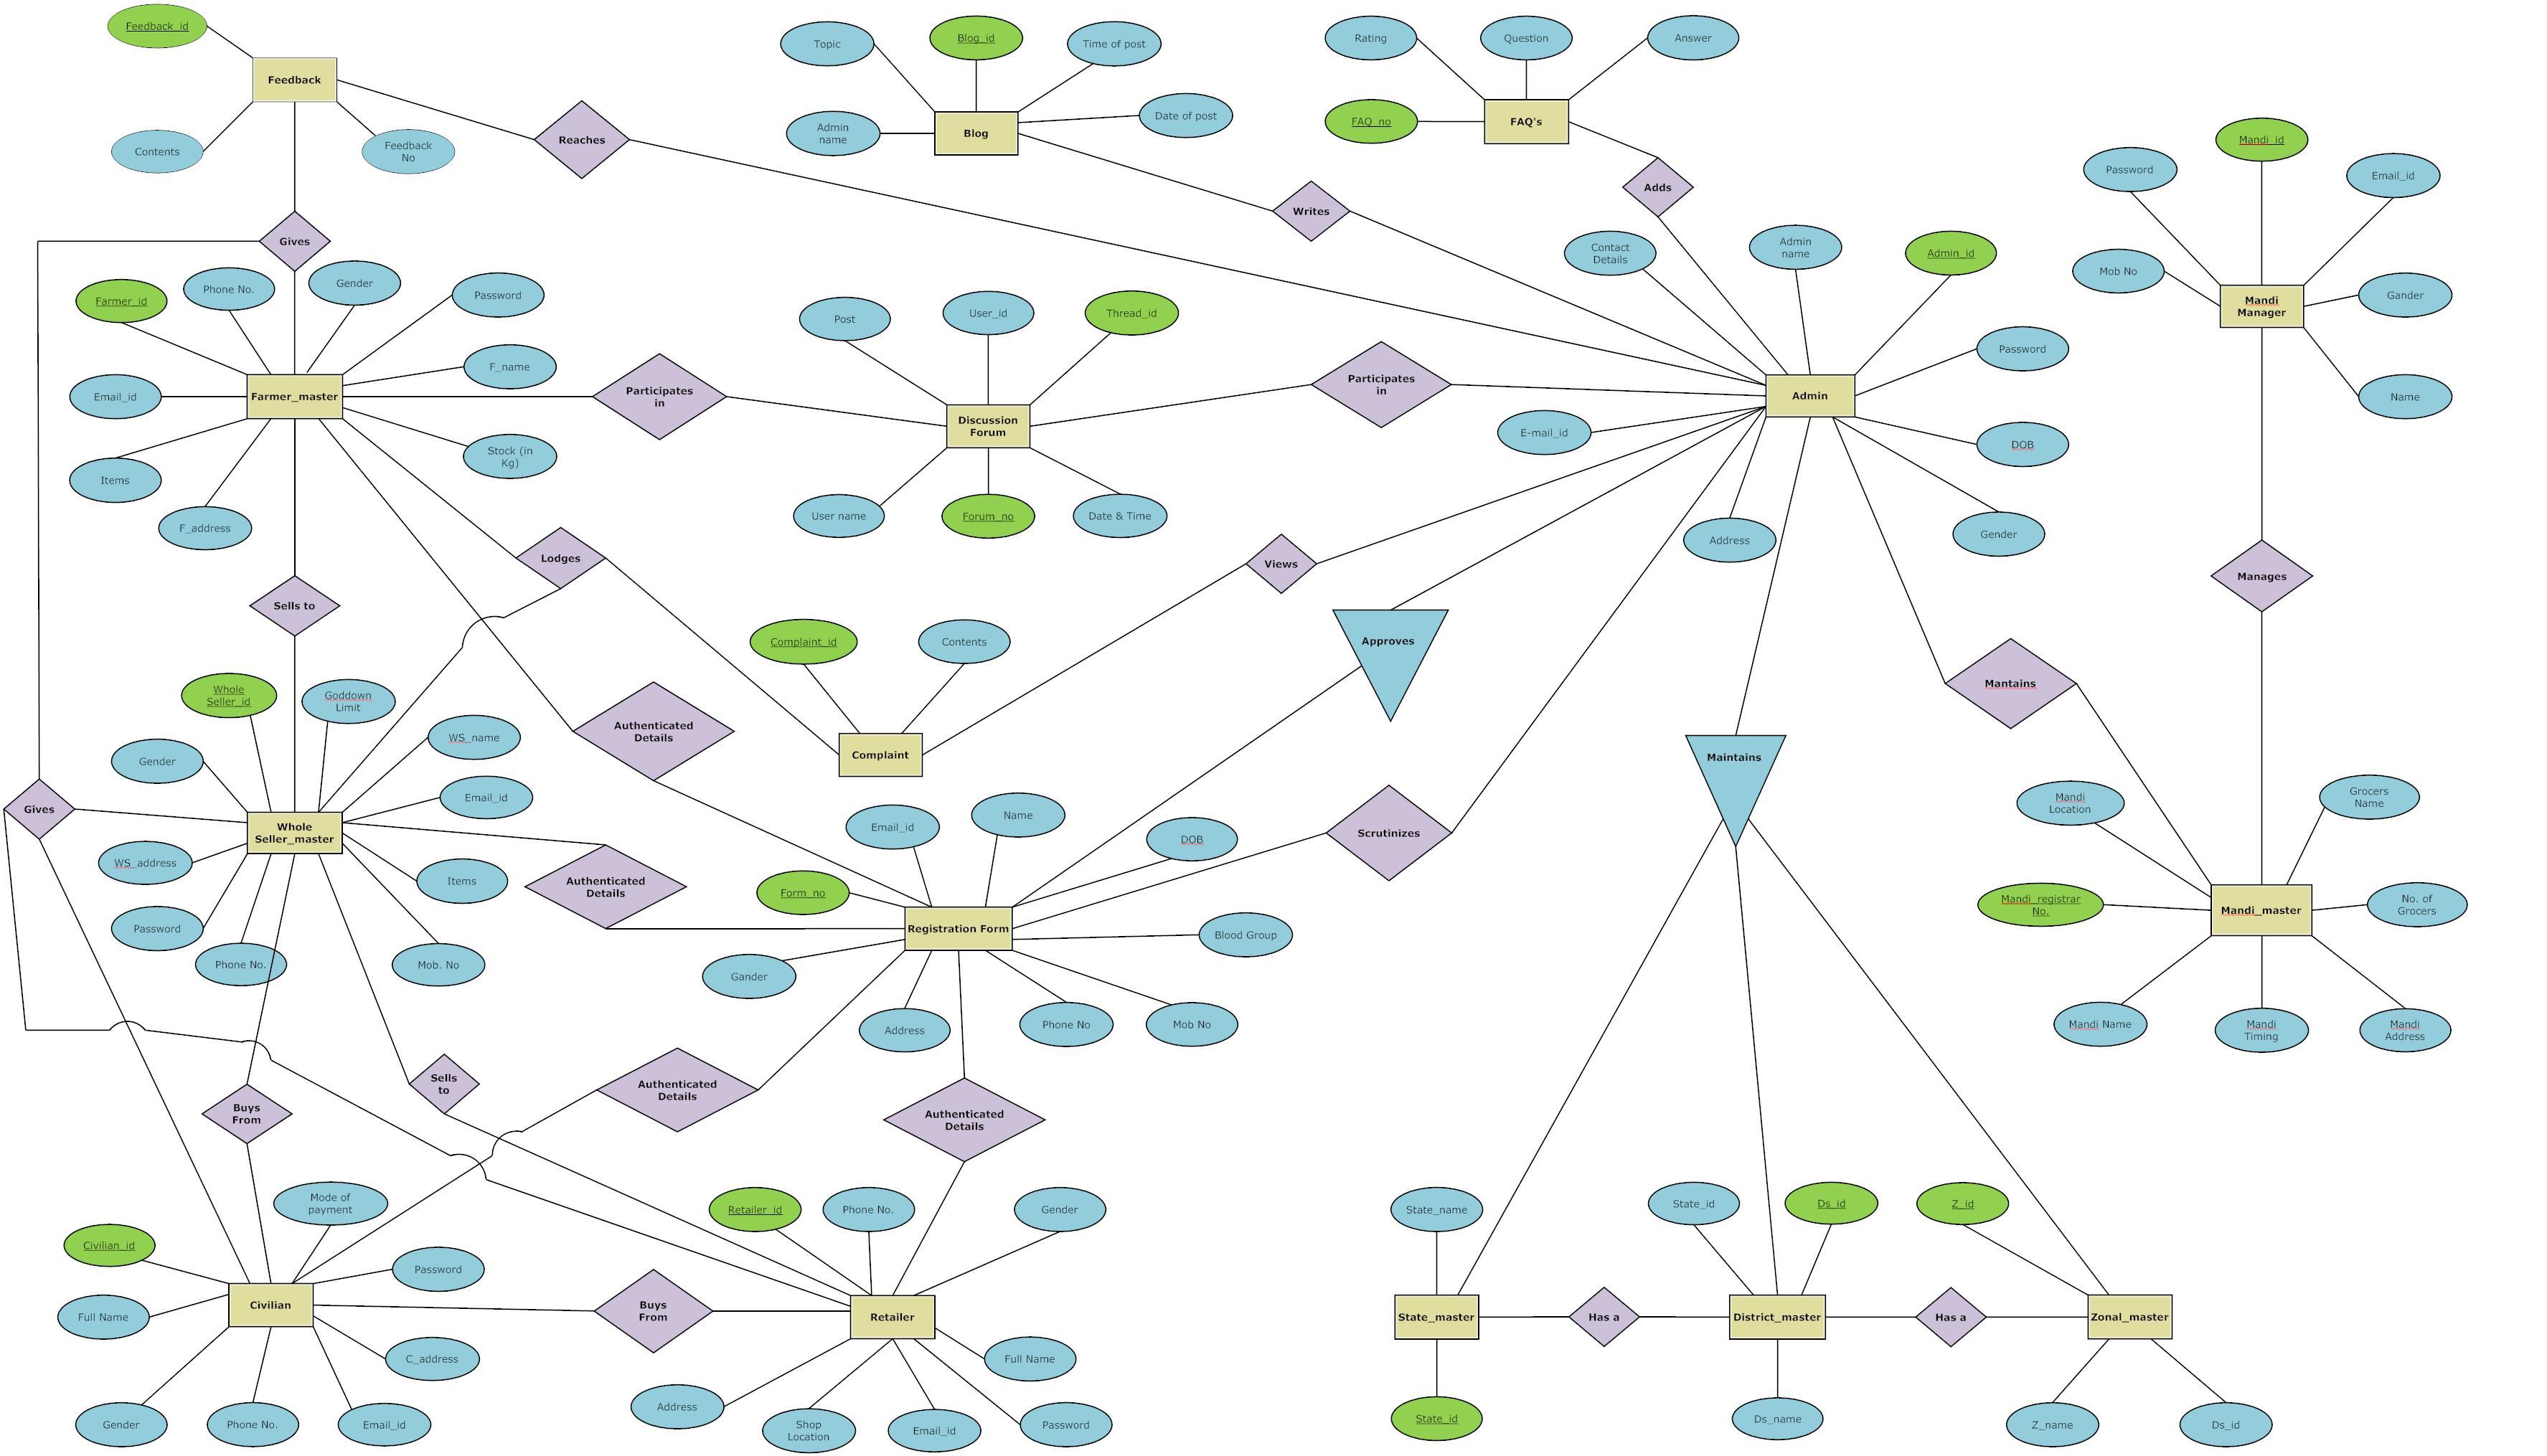 Feedback_id
Feedback
Contents
Feedback
No
Reaches
Topic
Blog_id
Time of post
Admin
name
Blog
Date of post
Rating
Question
Answer
FAQ_no
FAQ's
Adds
Writes
Mandi_id
Password
Email_id
Mob No
Mandi
Manager
Gander
Name
Gives
Farmer_id
Phone No.
Gender
Password
F_name
Email_id
Farmer_master
Items
F_address
Stock (in
Kg)
Participates
in
Post
User_id
Thread_id
Discussion
Forum
User name
Forum_no
Date & Time
Participates
in
Contact
Details
Admin
name
Admin_id
Password
Admin
E-mail_id
DOB
Address
Gender
Manages
Lodges
Views
Sells to
Approves
Complaint_id
Contents
Complaint
Mantains
Authenticated
Details
Maintains
Whole
Seller_id
Goddown
Limit
WS_name
Gender
Email_id
Gives
Whole
Seller_master
WS_address
Items
Password
Phone No.
Mob. No
Authenticated
Details
Email_id
Name
DOB
Form_no
Registration Form
Blood Group
Gander
Address
Phone No
Mob No
Scrutinizes
Mandi
Location
Grocers
Name
Mandi_registrar
No.
Mandi_master
No. of
Grocers
Mandi Name
Mandi
Timing
Mandi
Address
Buys
From
Sells
to
Authenticated
Details
Authenticated
Details
Mode of
payment
Civilian_id
Password
Full Name
Civilian
C_address
Gender
Phone No.
Email_id
Buys
From
Retailer_id
Phone No.
Gender
Retailer
Full Name
Address
Shop
Location
Email_id
Password
State_name
State_id
Ds_id
Z_id
State_master
Has a
District_master
Has a
Zonal_master
State_id
Ds_name
Z_name
Ds_id